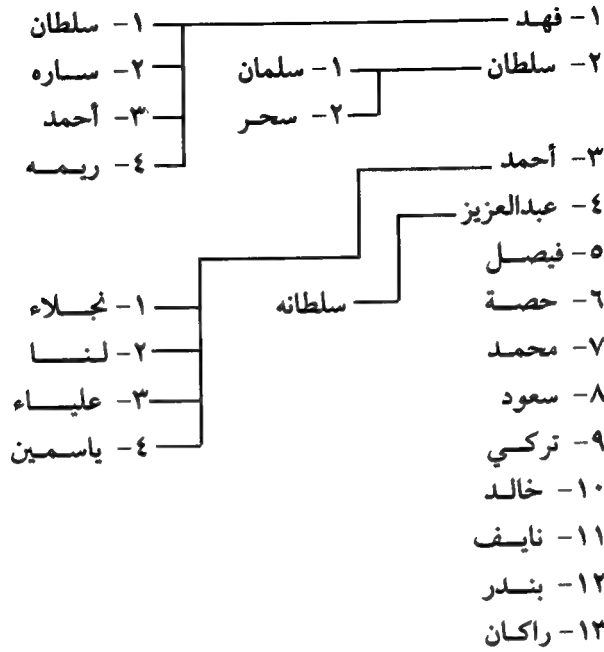 ١- فهد
٢- سلطان
٣- أحمد
٤- عبدالعزيز
٥- فيصل
٦- حصة
٧- محمد
٨- سعود
٩- تركي
١٠- خالد
١١- نايف
١٢- بندر
١٣- راكان
١- سلمان
٢- سحر
سلطانه
١- سلطان
٢- ساره
٣- أحمد
٤- ريمه
١- نجلاء
٢- لنا
٣- علياء
٤- ياسمين